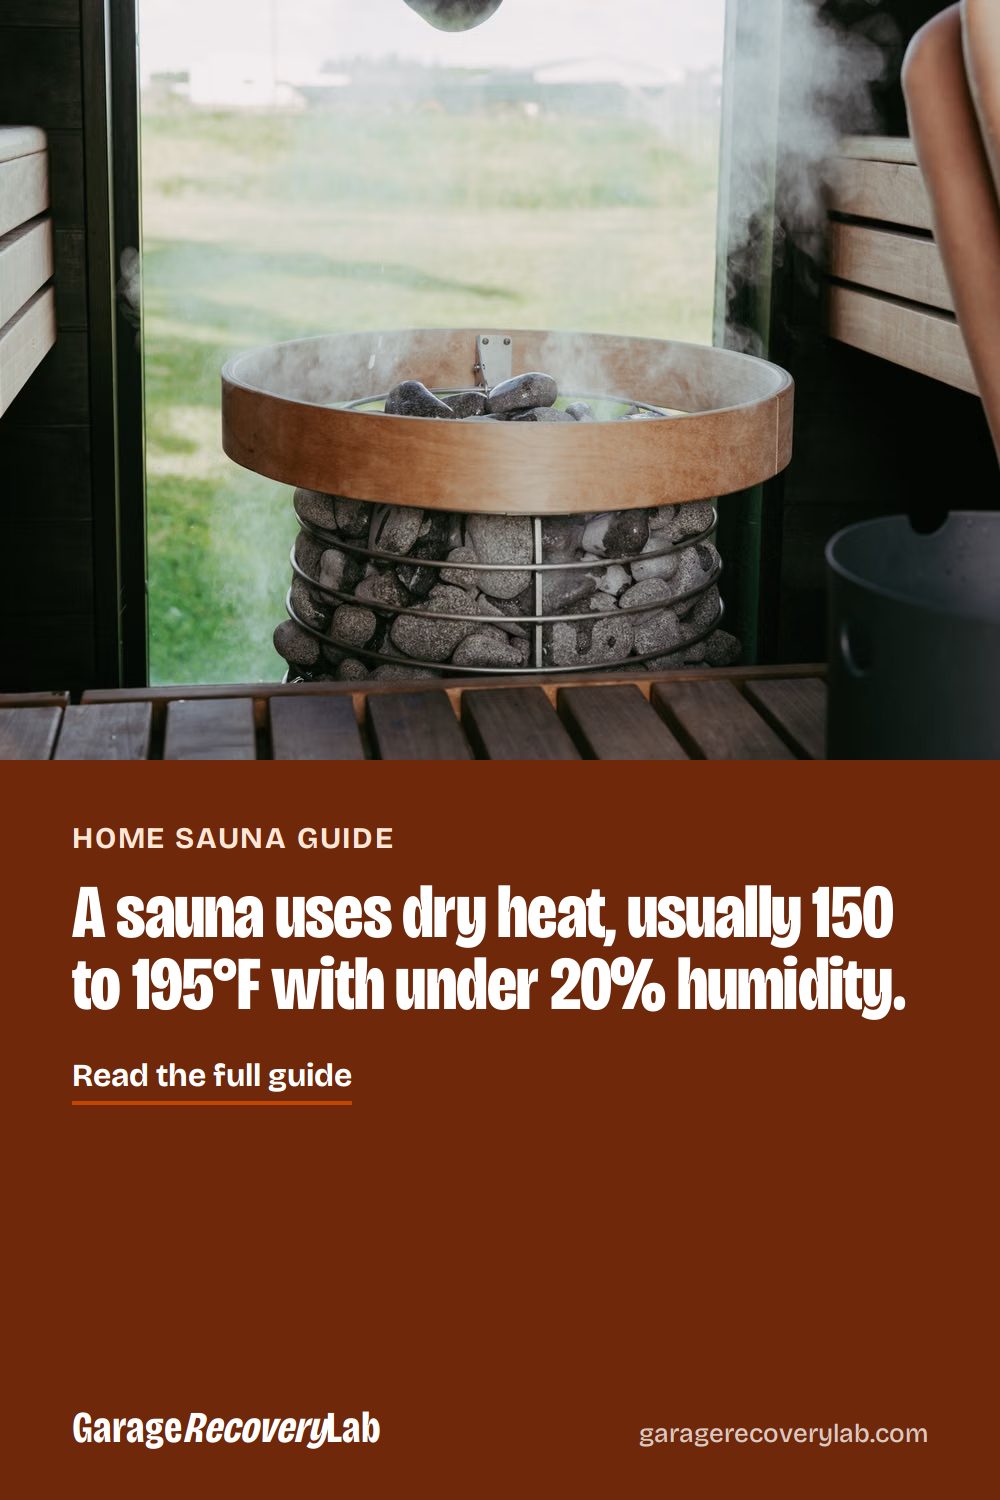 HOME SAUNA GUIDE
A sauna uses dry heat, usually 150
to 195°F with under 20% humidity.
Read the full guide
GarageRecoveryLab
garagerecoverylab.com